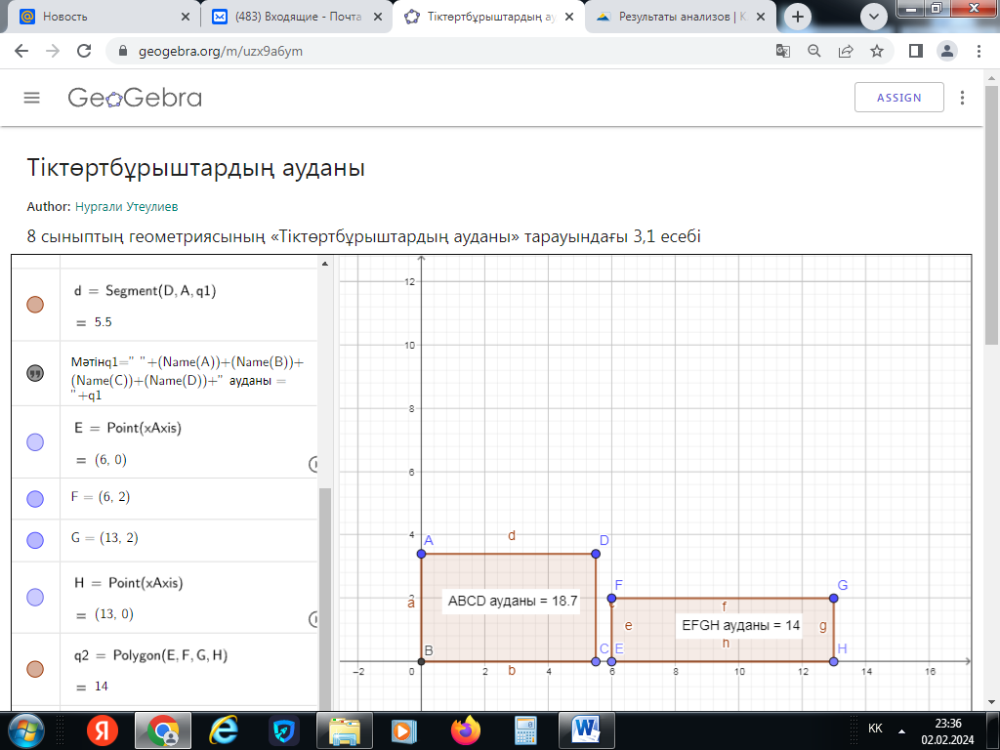 Новость
(483) Входящие - Почта
Тіктөртбұрыштардың ау
Результаты анализов | К
geogebra.org/m/uzx9a6ym
GeoGebra
ASSIGN
Тіктөртбұрыштардың ауданы
Author: Нургали Утеулиев
8 сыныптың геометриясының «Тіктөртбұрыштардың ауданы» тарауындағы 3,1 есебі
d = Segment(D, A, q1)
= 5.5
Мәтінq1=" "+(Name(A))+(Name(B))+
(Name(C))+(Name(D))+" ауданы =
"+q1
E = Point(xAxis)
= (6, 0)
F = (6, 2)
G = (13, 2)
H = Point(xAxis)
= (13, 0)
q2 = Polygon(E, F, G, H)
= 14
12
10
8
6
4
2
−2
0
2
4
6
8
10
12
14
16
A
d
D
a
ABCD ауданы = 18.7
B
b
C
E
F
f
G
e
EFGH ауданы = 14
g
h
H
KK
23:36
02.02.2024